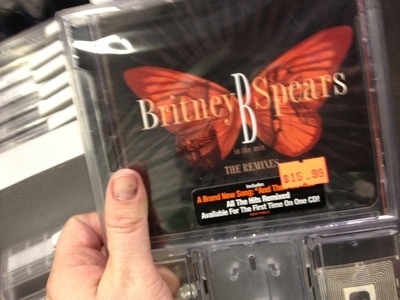 Britney B Spears
in the mix
THE REMIXES
$15.99
Includes
A Brand New Song: "And Then
All The Hits Remixed
Available For The First Time On One CD!